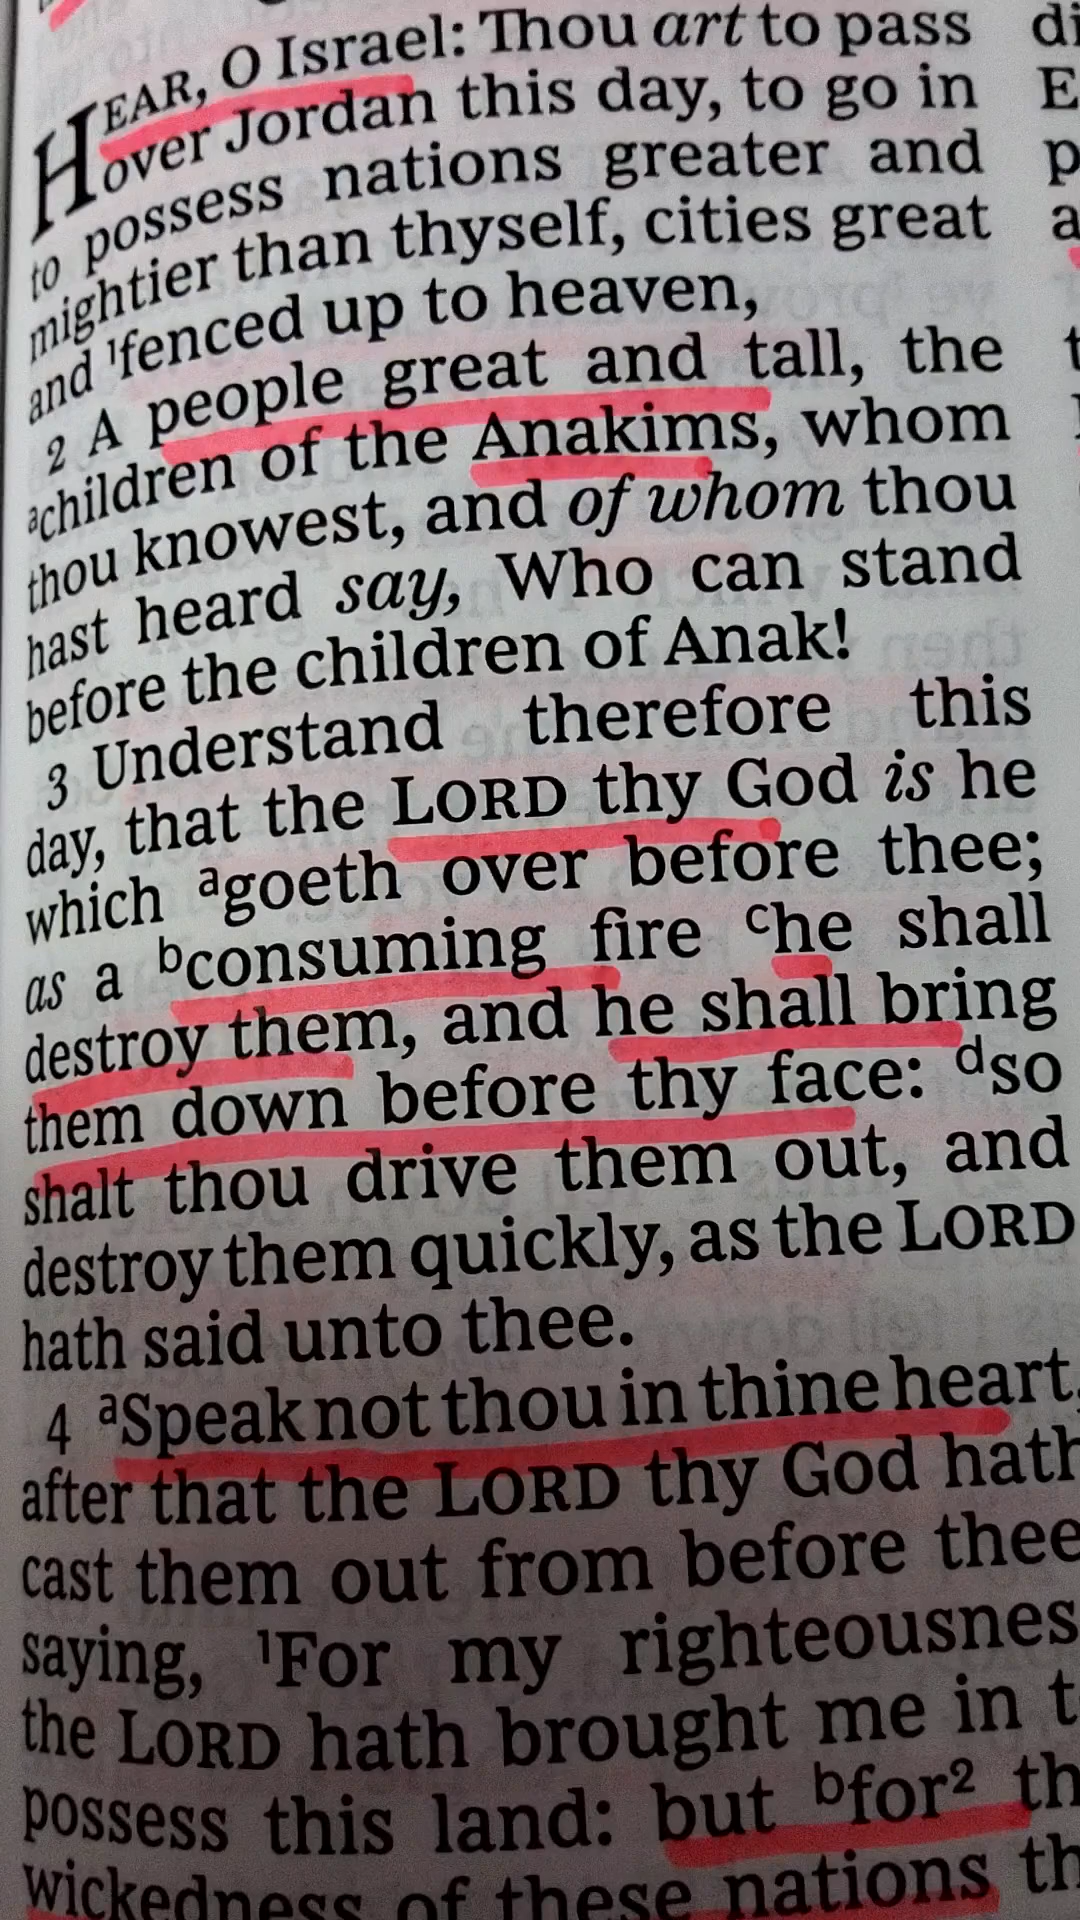 HEAR, O Israel: Thou art to pass
over Jordan this day, to go in
to possess nations greater and
mightier than thyself, cities great
and ¹fenced up to heaven,
2 A people great and tall, the
ᵃchildren of the Anakims, whom
thou knowest, and of whom thou
hast heard say, Who can stand
before the children of Anak!
3 Understand therefore this
day, that the LORD thy God is he
which ᵃgoeth over before thee;
as a ᵇconsuming fire ᶜhe shall
destroy them, and he shall bring
them down before thy face: ᵈso
shalt thou drive them out, and
destroy them quickly, as the LORD
hath said unto thee.
4 ᵃSpeak not thou in thine heart,
after that the LORD thy God hath
cast them out from before thee
saying, ¹For my righteousnes
the LORD hath brought me in t
possess this land: but ᵇfor² th
wickedness of these nations th